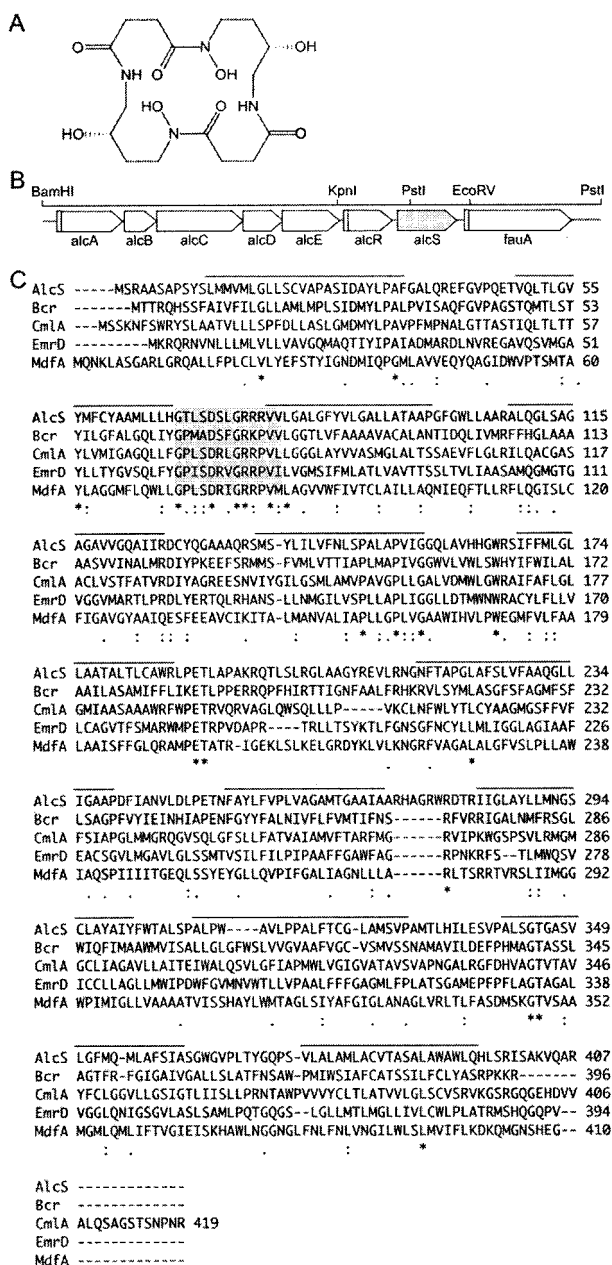 A
O
N
OH
NH
O
OH
HO
O
HN
HO
N
O
B
BamHI KpnI PstI EcoRV PstI
alcA alcB alcC alcD alcE alcR alcS fauA
C
AlcS -----MSRAASAPSYSLMMVMLGLLSCVAPASIDAYLPAFGALQREFGVPQETVQLTLGV 55
Bcr -------MTTRQHSSFAIVFILGLLAMLMPLSIDMYLPALPVISAQFGVPAGSTQMTLST 53
CmlA ---MSSKNFSWRYSLAATVLLLSPFDLLASLGMDMYLPAVPFMPNALGTTASTIQLTLTT 57
EmrD ---------MKRQRNVNLLLMLVLLVAVGQMAQTIYIPAIADMARDLNVREGAVQSVMGA 51
MdfA MQNKLASGARLGRQALLFPLCLVLYEFSTYIGNDMIQPGMLAVVEQYQAGIDWVPTSMTA 60
AlcS YMFCYAAMLLLHGTLSDSLGRRRVVLGALGFYVLGALLATAAPGFGWLLAARALQGLSAG 115
Bcr YILGFALGQLIYGPMADSFGRKPVVLGGTLVFAAAAVACALANTIDQLIVMRFFHGLAAA 113
CmlA YLVMIGAGQLLFGPLSDRLGRRPVLLGGGLAYVVASMGLALTSSAEVFLGLRILQACGAS 117
EmrD YLLTYGVSQLFYGPISDRVGRRPVILVGMSIFMLATLVAVTTSSLTVLIAASAMQGMGTG 111
MdfA YLAGGMFLQWLLGPLSDRIGRRPVMLAGVVWFIVTCLAILLAQNIEQFTLLRFLQGISLC 120
AlcS AGAVVGQAIIRDCYQGAAAQRSMS-YLILVFNLSPALAPVIGGQLAVHHGWRSIFFMLGL 174
Bcr AASVVINALMRDIYPKEEFSRMMS-FVMLVTTIAPLMAPIVGGWVLVWLSWHYIFWILAL 172
CmlA ACLVSTFATVRDIYAGREESNVIYGILGSMLAMVPAVGPLLGALVDMWLGWRAIFAFLGL 177
EmrD VGGVMARTLPRDLYERTQLRHANS-LLNMGILVSPLLAPLIGGLLDTMWNWRACYLFLLV 170
MdfA FIGAVGYAAIQESFEEAVCIKITA-LMANVALIAPLLGPLVGAAWIHVLPWEGMFVLFAA 179
AlcS LAATALTLCAWRLPETLAPAKRQTLSLRGLAAGYREVLRNGNFTAPGLAFSLVFAAQGLL 234
Bcr AAILASAMIFFLIKETLPPERRQPFHIRTTIGNFAALFRHKRVLSYMLASGFSFAGMFSF 232
CmlA GMIAASAAAWRFWPETRVQRVAGLQWSQLLLP-----VKCLNFWLYTLCYAAGMGSFFVF 232
EmrD LCAGVTFSMARWMPETRPVDAPR----TRLLTSYKTLFGNSGFNCYLLMLIGGLAGIAAF 226
MdfA LAAISFFGLQRAMPETATR-IGEKLSLKELGRDYKLVLKNGRFVAGALALGFVSLPLLAW 238
AlcS IGAAPDFIANVLDLPETNFAYLFVPLVAGAMTGAAIAARHAGRWRDTRIIGLAYLLMNGS 294
Bcr LSAGPFVYIEINHIAPENFGYYFALNIVFLFVMTIFNS------RFVRRIGALNMFRSGL 286
CmlA FSIAPGLMMGRQGVSQLGFSLLFATVAIAMVFTARFMG------RVIPKWGSPSVLRMGM 286
EmrD EACSGVLMGAVLGLSSMTVSILFILPIPAAFFGAWFAG------RPNKRFS--TLMWQSV 278
MdfA IAQSPIIIITGEQLSSYEYGLLQVPIFGALIAGNLLLA------RLTSRRTVRSLIIMGG 292
AlcS CLAYAIYFWTALSPALPW----AVLPPALFTCG-LAMSVPAMTLHILESVPALSGTGASV 349
Bcr WIQFIMAAWMVISALLGLGFWSLVVGVAAFVGC-VSMVSSNAMAVILDEFPHMAGTASSL 345
CmlA GCLIAGAVLLAITEIWALQSVLGFIAPMWLVGIGVATAVSVAPNGALRGFDHVAGTVTAV 346
EmrD ICCLLAGLLMWIPDWFGVMNVWTLLVPAALFFFGAGMLFPLATSGAMEPFPFLAGTAGAL 338
MdfA WPIMIGLLVAAAATVISSHAYLWMTAGLSIYAFGIGLANAGLVRLTLFASDMSKGTVSAA 352
AlcS LGFMQ-MLAFSIASGWGVPLTYGQPS-VLALAMLACVTASALAWAWLQHLSRISAKVQAR 407
Bcr AGTFR-FGIGAIVGALLSLATFNSAW-PMIWSIAFCATSSILFCLYASRPKKR------- 396
CmlA YFCLGGVLLGSIGTLIISLLPRNTAWPVVVYCLTLATVVLGLSCVSRVKGSRGQGEHDVV 406
EmrD VGGLQNIGSGVLASLSAMLPQTGQGS--LGLLMTLMGLLIVLCWLPLATRMSHQGQPV-- 394
MdfA MGMLQMLIFTVGIEISKHAWLNGGNGLFNLFNLVNGILWLSLMVIFLKDKQMGNSHEG-- 410
AlcS -------------
Bcr -------------
CmlA ALQSAGSTSNPNR 419
EmrD -------------
MdfA -------------